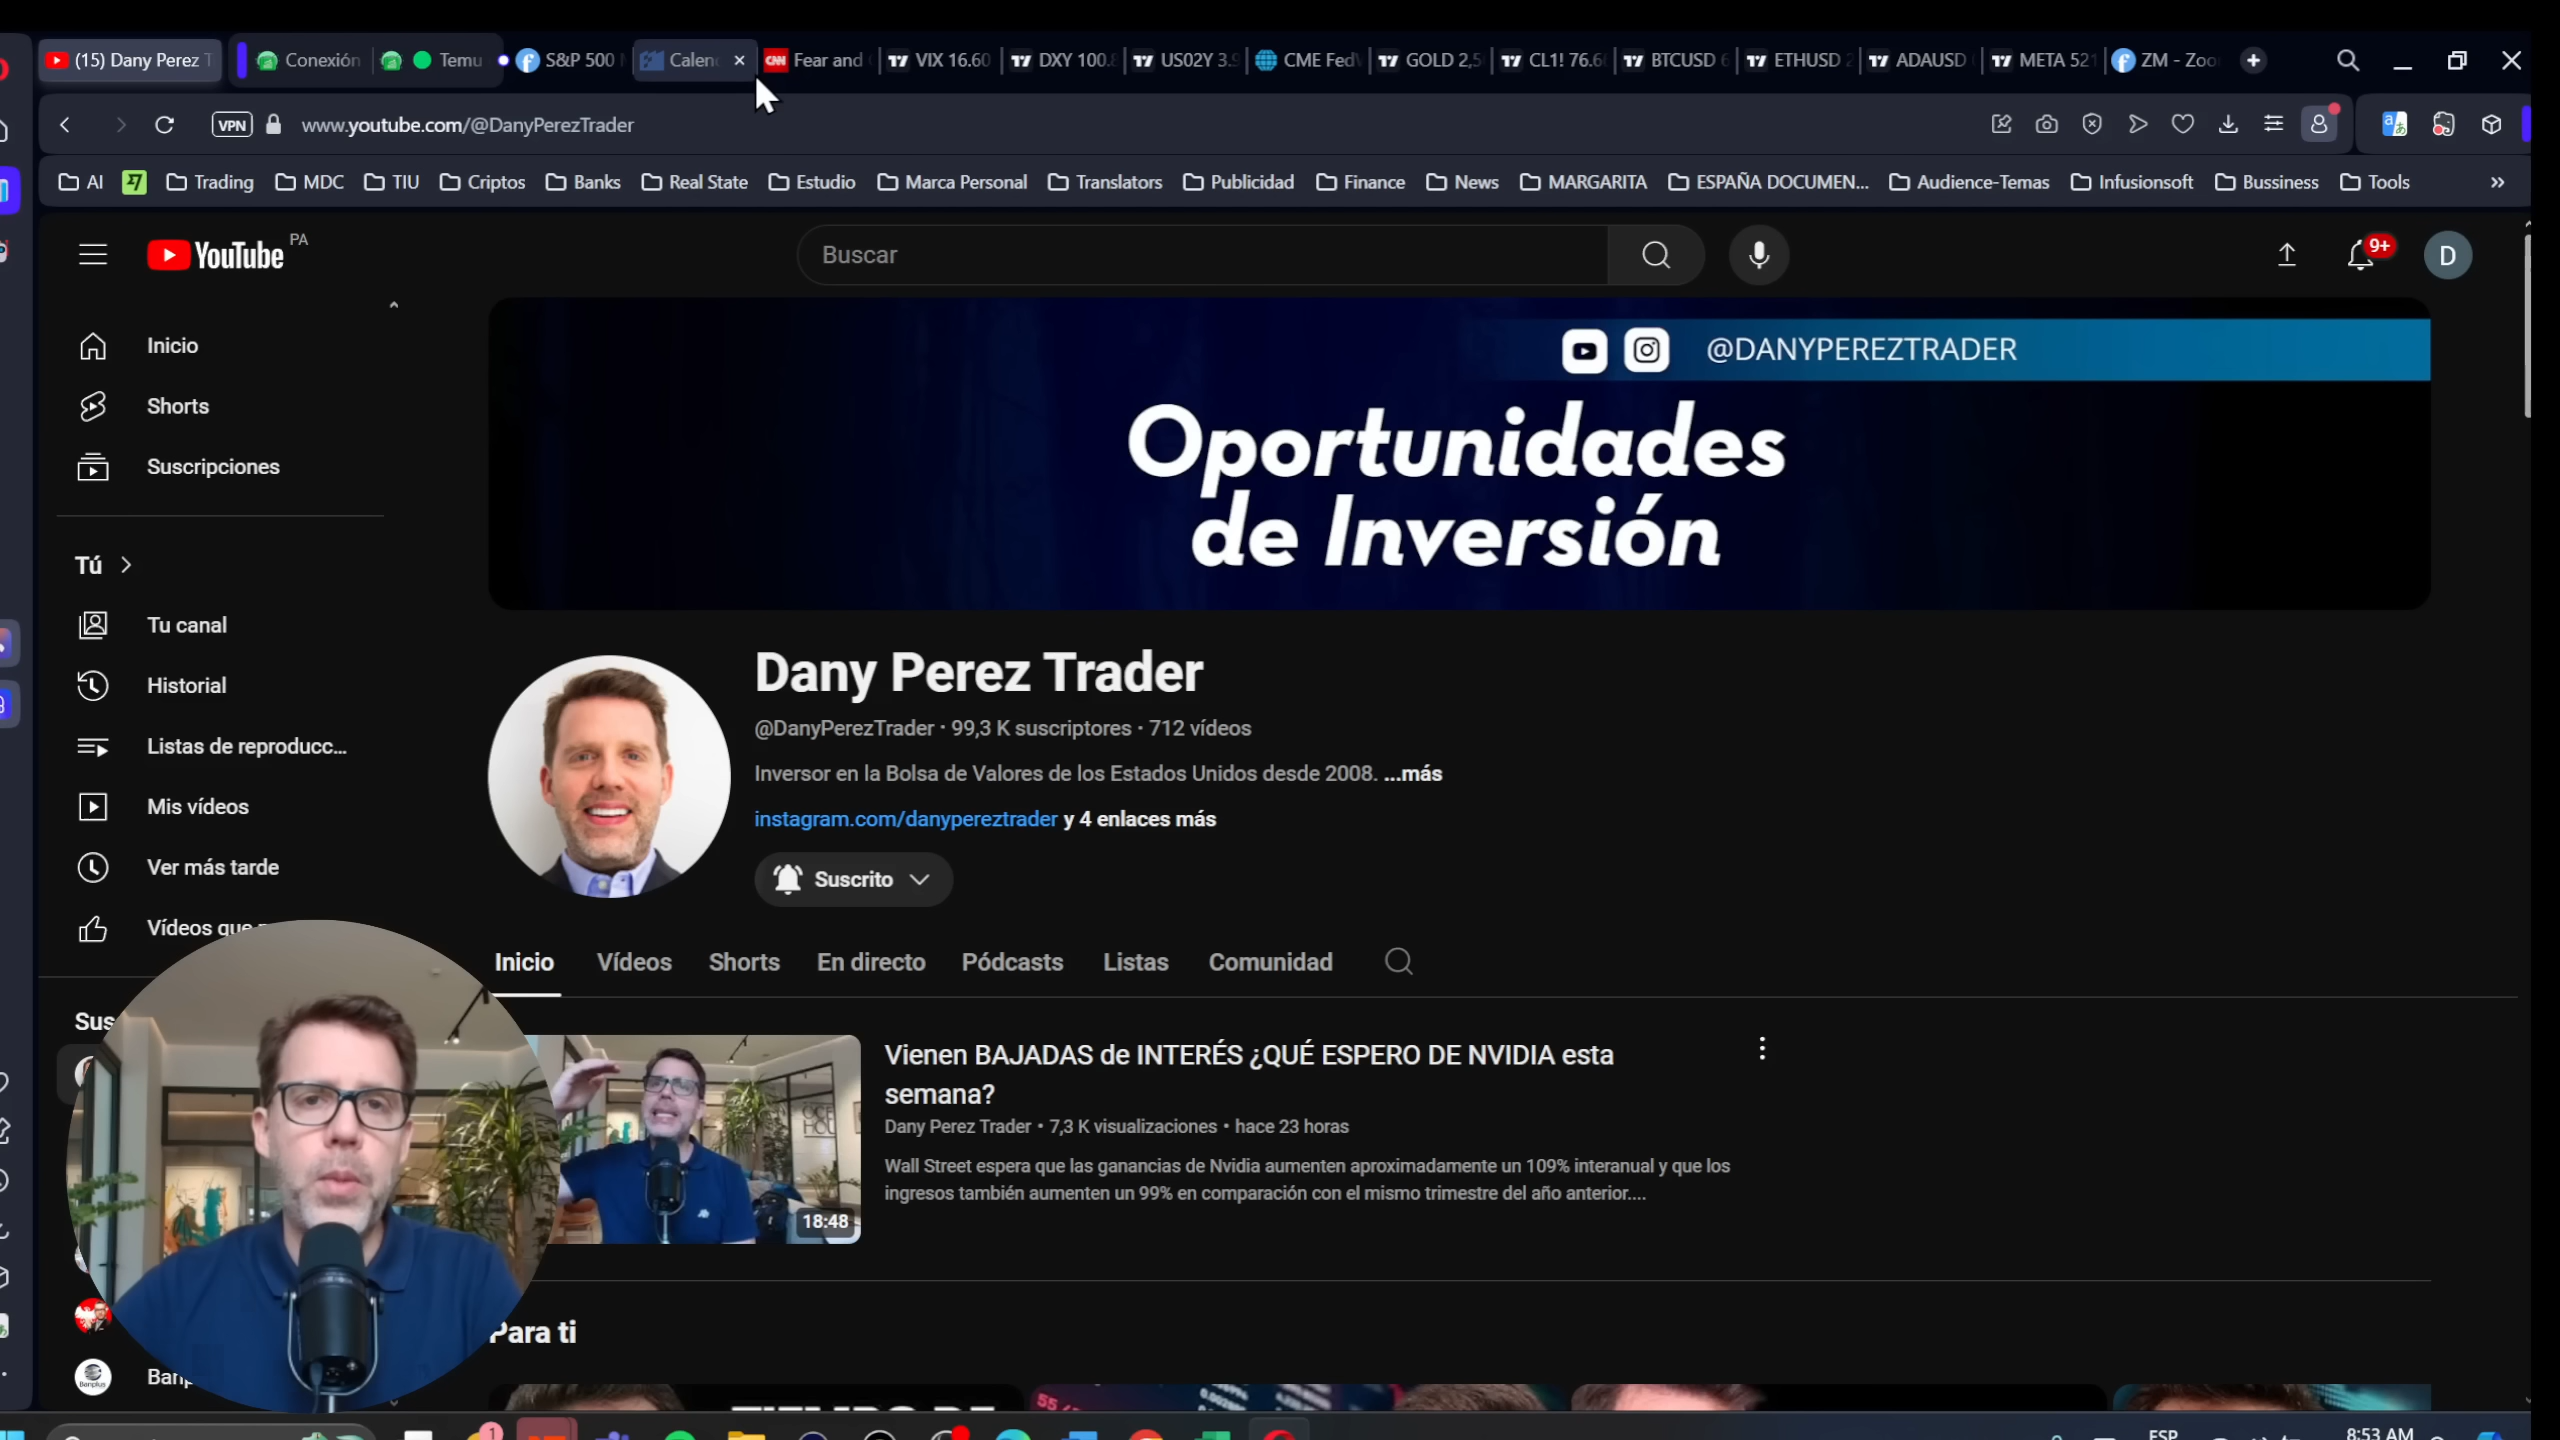 (15) Dany Perez T
Conexión
Temu
S&P 500
Calen
CNN
Fear and
VIX 16.60
DXY 100.
US02Y 3.9
CME Fed
GOLD 2,5
CL1! 76.6
BTCUSD 6
ETHUSD 2
ADAUSD
META 521
ZM - Zoo
VPN
www.youtube.com/@DanyPerezTrader
AI
Trading
MDC
TIU
Criptos
Banks
Real State
Estudio
Marca Personal
Translators
Publicidad
Finance
News
MARGARITA
ESPAÑA DOCUMEN...
Audience-Temas
Infusionsoft
Bussiness
Tools
YouTube PA
Buscar
9+
D
Inicio
Shorts
Suscripciones
Tú
Tu canal
Historial
Listas de reproducc...
Mis vídeos
Ver más tarde
Vídeos que
Sus
@DANYPEREZTRADER
Oportunidades
de Inversión
Dany Perez Trader
@DanyPerezTrader • 99,3 K suscriptores • 712 vídeos
Inversor en la Bolsa de Valores de los Estados Unidos desde 2008. ...más
instagram.com/danypereztrader y 4 enlaces más
Suscrito
Inicio
Vídeos
Shorts
En directo
Pódcasts
Listas
Comunidad
18:48
Vienen BAJADAS de INTERÉS ¿QUÉ ESPERO DE NVIDIA esta
semana?
Dany Perez Trader • 7,3 K visualizaciones • hace 23 horas
Wall Street espera que las ganancias de Nvidia aumenten aproximadamente un 109% interanual y que los
ingresos también aumenten un 99% en comparación con el mismo trimestre del año anterior....
Para ti
Banplus
1
ESP
8:53 AM